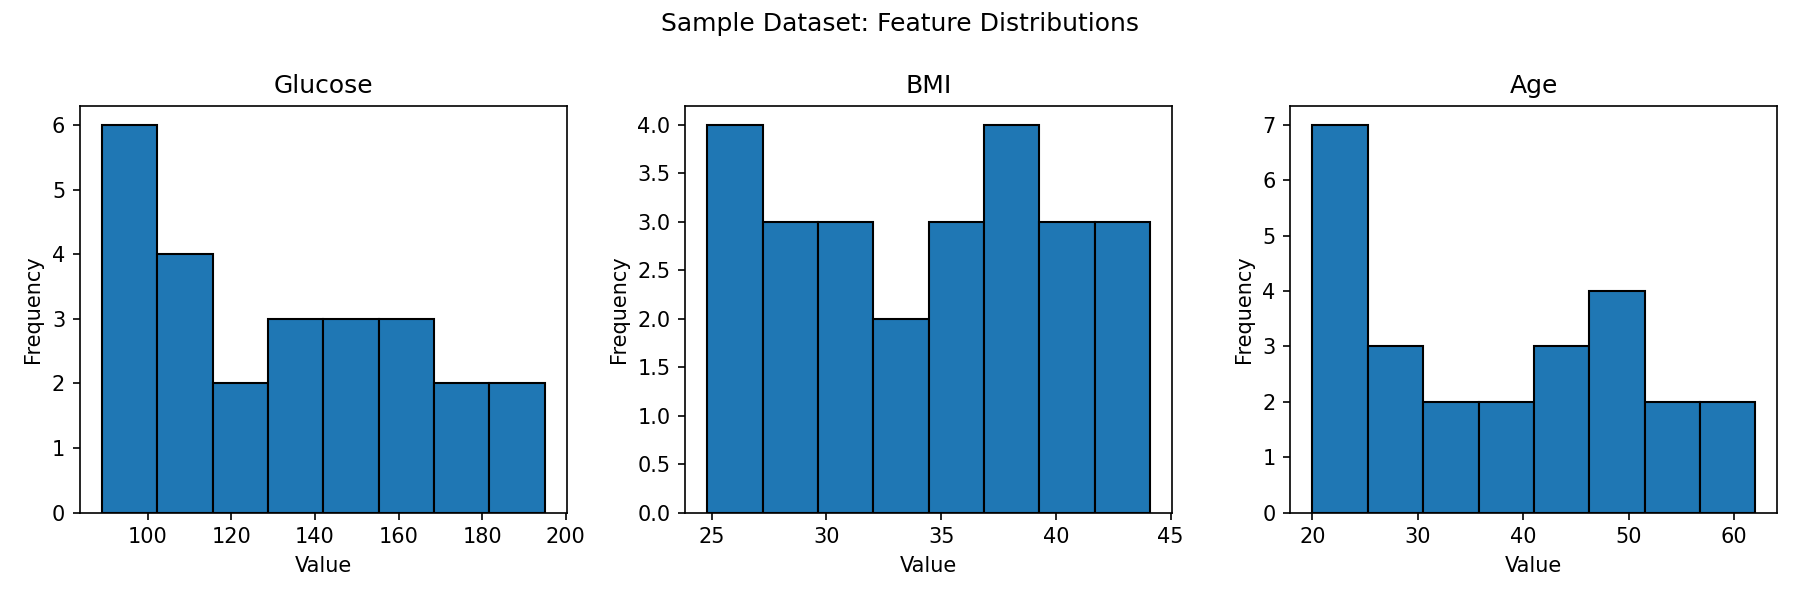 Sample Dataset: Feature Distributions
Glucose
Frequency
6
5
4
3
2
1
0
100 120 140 160 180 200
Value
BMI
Frequency
4.0
3.5
3.0
2.5
2.0
1.5
1.0
0.5
0.0
25 30 35 40 45
Value
Age
Frequency
7
6
5
4
3
2
1
0
20 30 40 50 60
Value